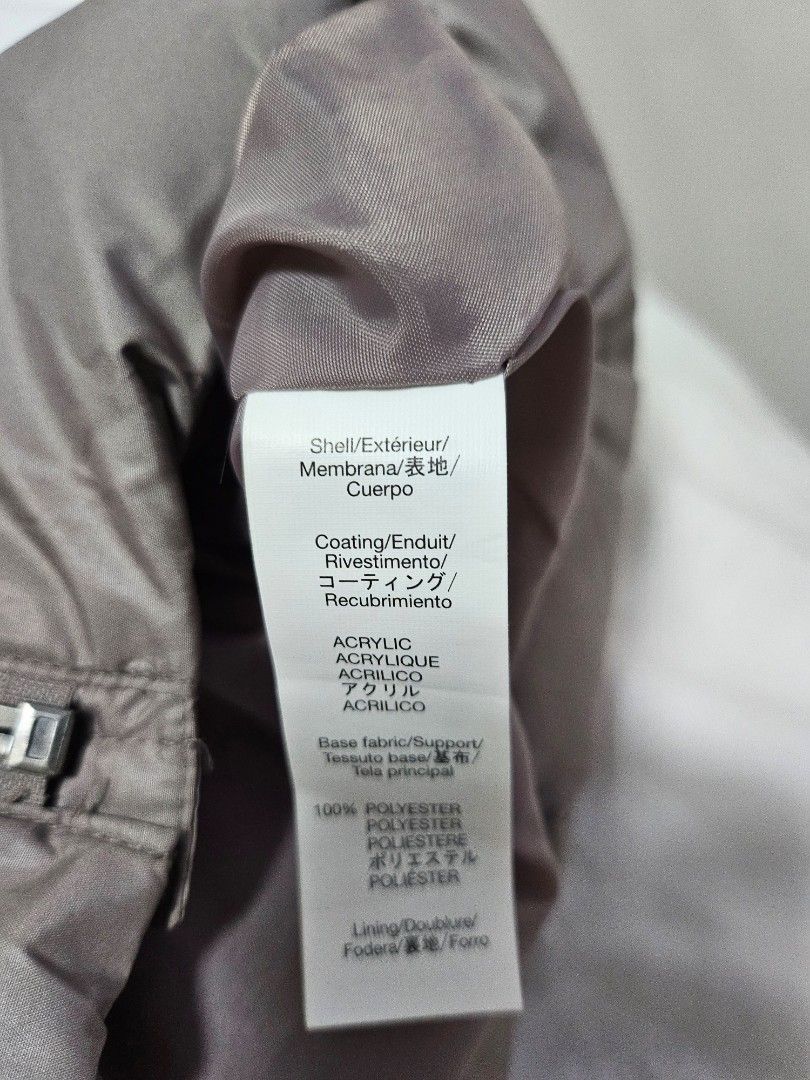 Shell/Extérieur/
Membrana/表地/
Cuerpo
Coating/Enduit/
Rivestimento/
コーティング/
Recubrimiento
ACRYLIC
ACRYLIQUE
ACRILICO
アクリル
ACRILICO
Base fabric/Support/
Tessuto base/基布/
Tela principal
100% POLYESTER
POLYESTER
POLIESTERE
ポリエステル
POLIÉSTER
Lining/Doublure/
Fodera/裏地/Forro